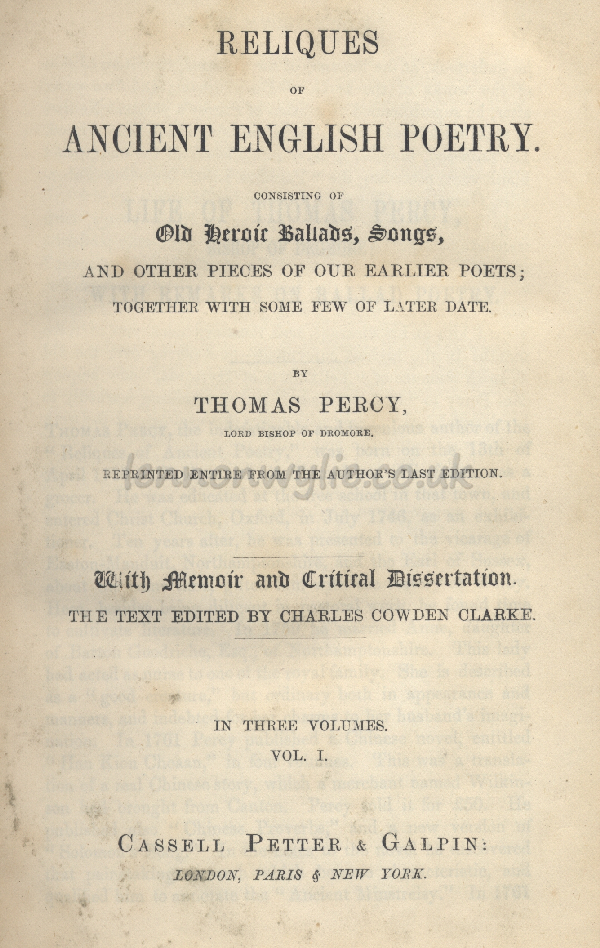 RELIQUES
OF
ANCIENT ENGLISH POETRY.
CONSISTING OF
Old Heroic Ballads, Songs,
AND OTHER PIECES OF OUR EARLIER POETS;
TOGETHER WITH SOME FEW OF LATER DATE.
BY
THOMAS PERCY,
LORD BISHOP OF DROMORE.
REPRINTED ENTIRE FROM THE AUTHOR'S LAST EDITION.
With Memoir and Critical Dissertation.
THE TEXT EDITED BY CHARLES COWDEN CLARKE.
IN THREE VOLUMES.
VOL. I.
CASSELL PETTER & GALPIN:
LONDON, PARIS & NEW YORK.